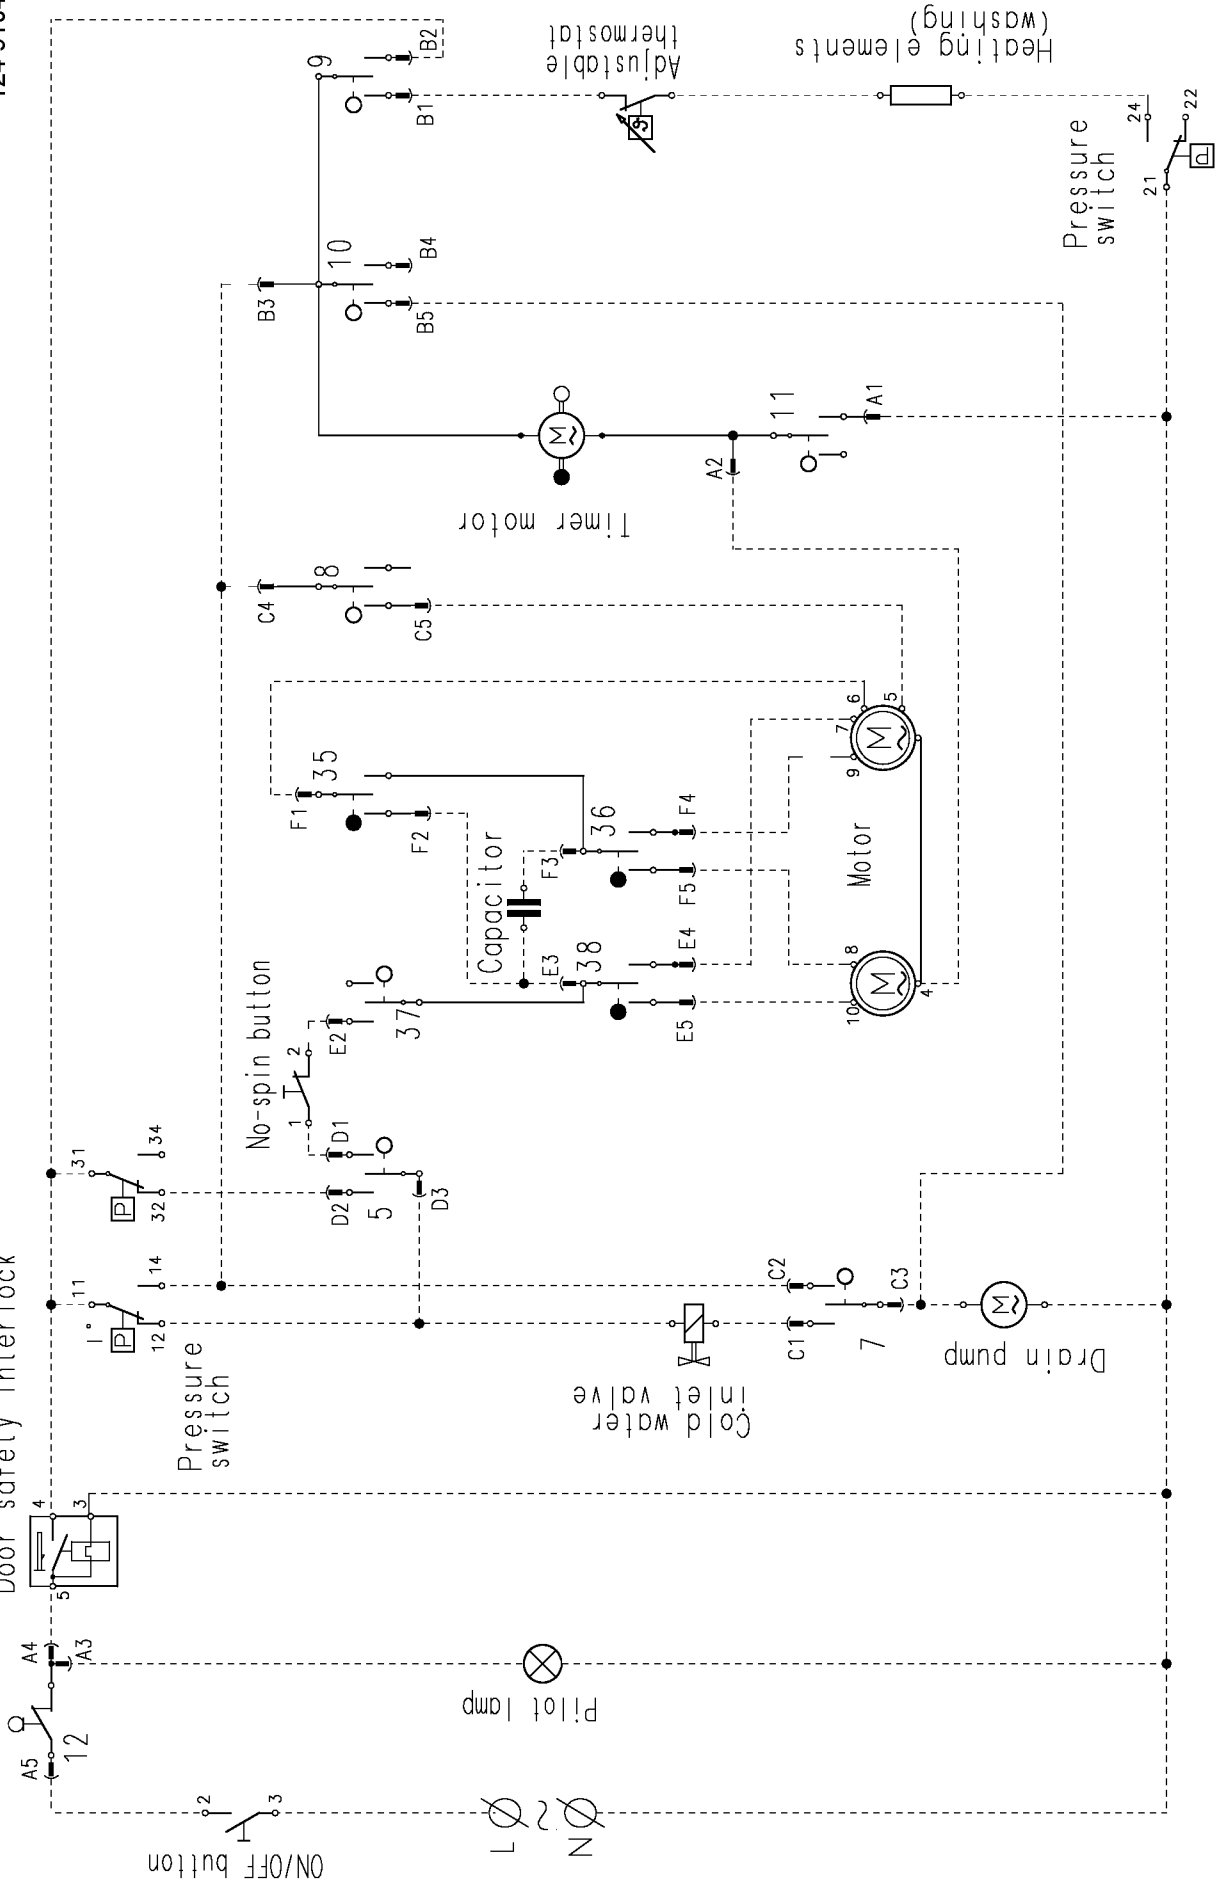 Door safety interlock
ON/OFF button
2
3
L
N
A5
12
A4
A3
Pilot lamp
5
4
3
Pressure
switch
1°
P
11
12
14
P
31
32
34
Cold water
inlet valve
C1
C2
7
C3
Drain pump
M
D2
D1
5
D3
No-spin button
1
2
E2
37
Capacitor
E3
38
E5
E4
F3
36
F5
F4
F1
35
F2
Motor
M
10
8
4
M
9
7
6
5
C4
8
C5
Timer motor
M
A2
11
A1
B3
10
B5
B4
9
B1
B2
Adjustable
thermostat
Heating elements
(washing)
Pressure
switch
21
24
22
P